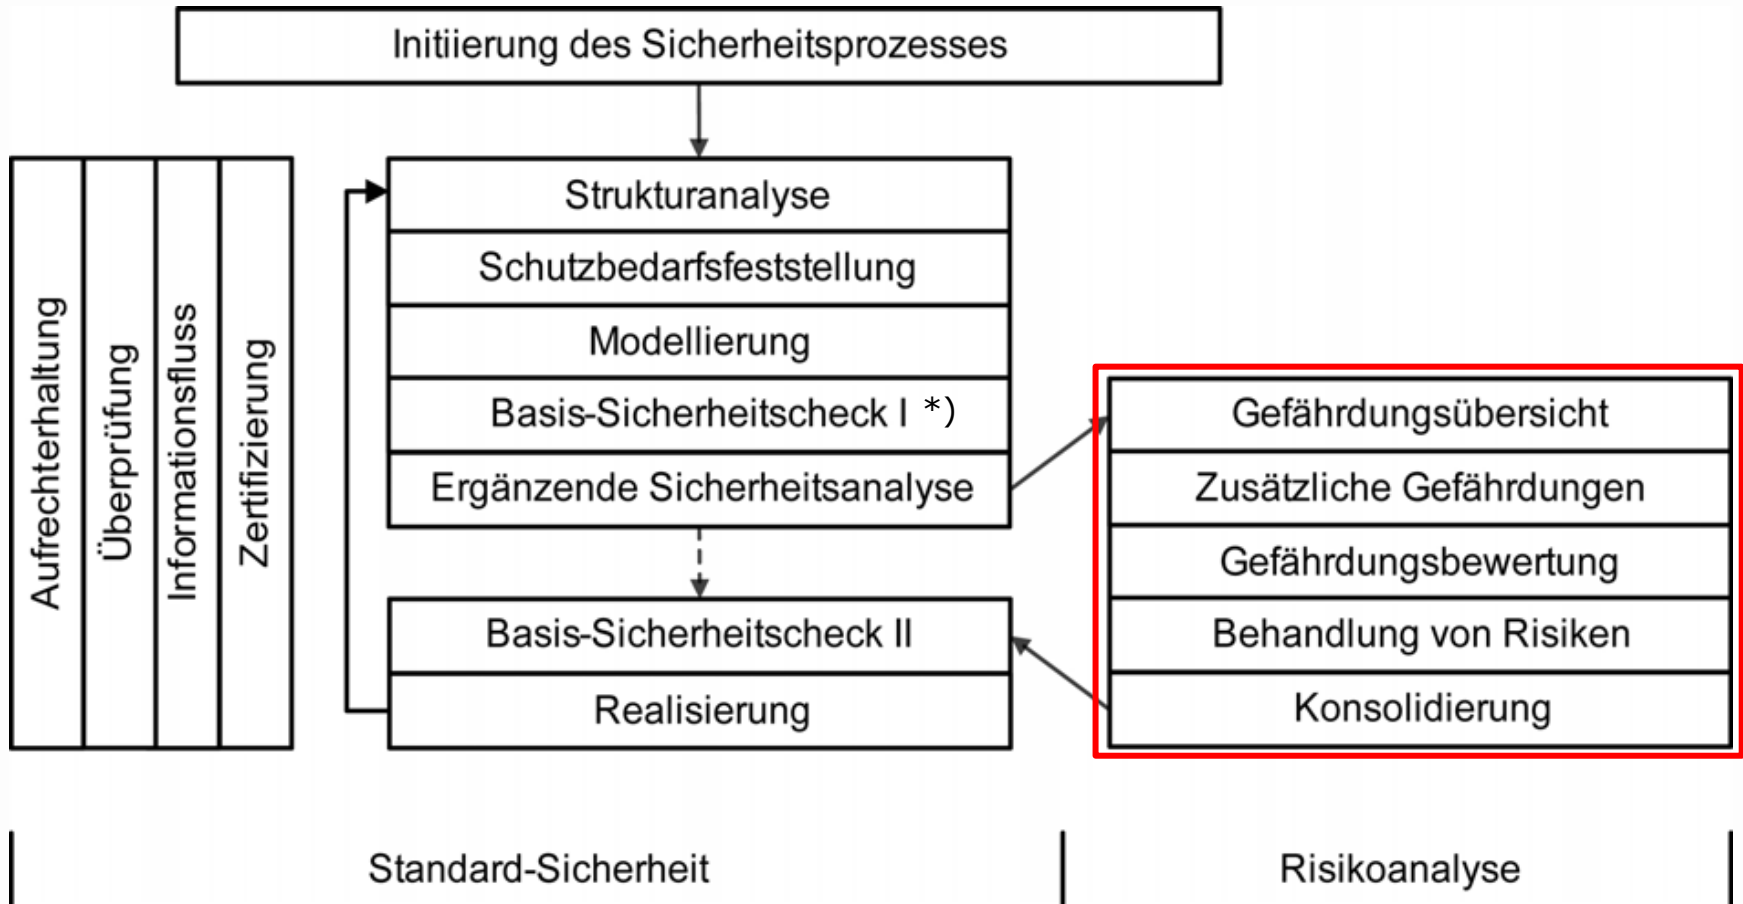 Initiierung des Sicherheitsprozesses
Aufrechterhaltung
Überprüfung
Informationsfluss
Zertifizierung
Strukturanalyse
Schutzbedarfsfeststellung
Modellierung
Basis-Sicherheitscheck I *)
Ergänzende Sicherheitsanalyse
Basis-Sicherheitscheck II
Realisierung
Gefährdungsübersicht
Zusätzliche Gefährdungen
Gefährdungsbewertung
Behandlung von Risiken
Konsolidierung
Standard-Sicherheit
Risikoanalyse